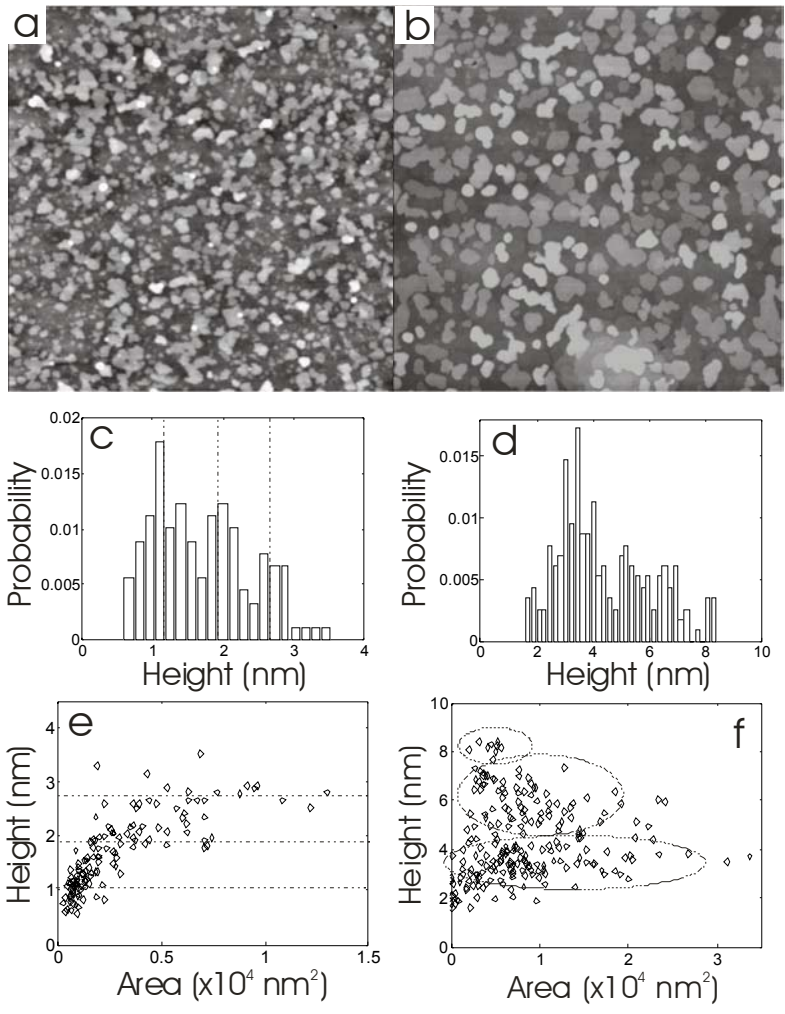 a
b
c
0.02
0.015
0.01
0.005
0
0 1 2 3 4
Probability
Height (nm)
d
0.015
0.01
0.005
0
0 2 4 6 8 10
Probability
Height (nm)
e
4
3
2
1
0
0 0.5 1 1.5
Height (nm)
Area (x10⁴ nm²)
f
10
8
6
4
2
0
0 1 2 3
Height (nm)
Area (x10⁴ nm²)